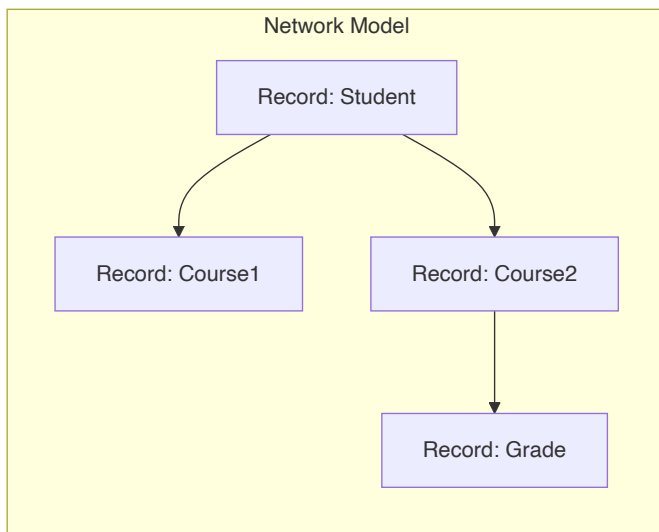 Network Model
Record: Student
Record: Course1
Record: Course2
Record: Grade